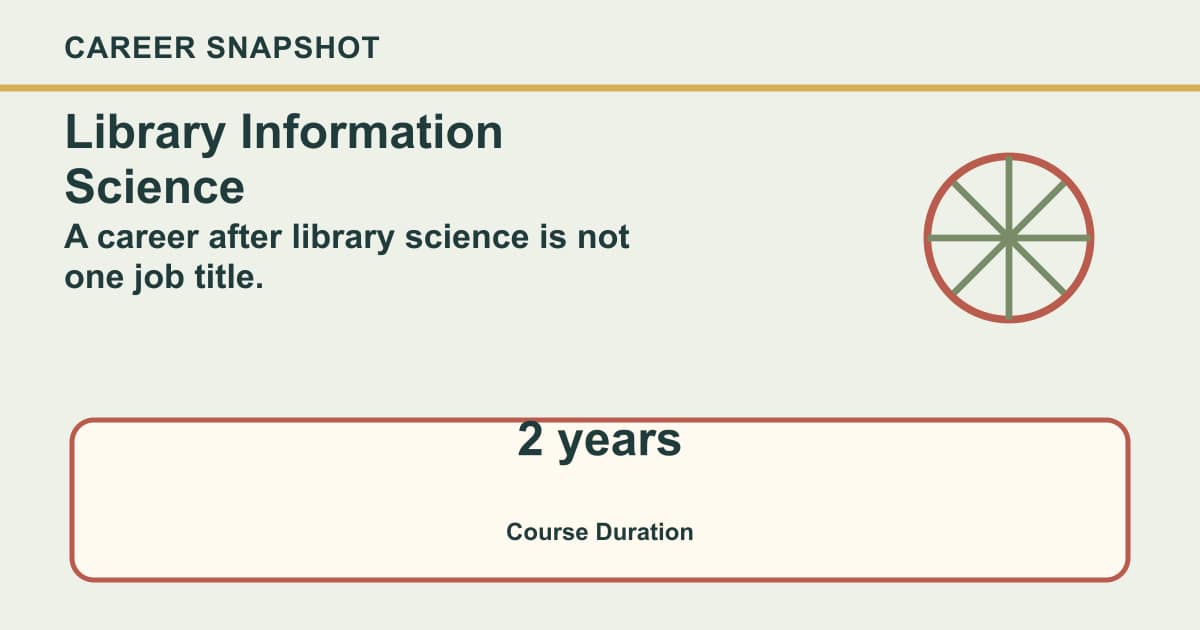 CAREER SNAPSHOT
Library Information
Science
A career after library science is not
one job title.
2 years
Course Duration